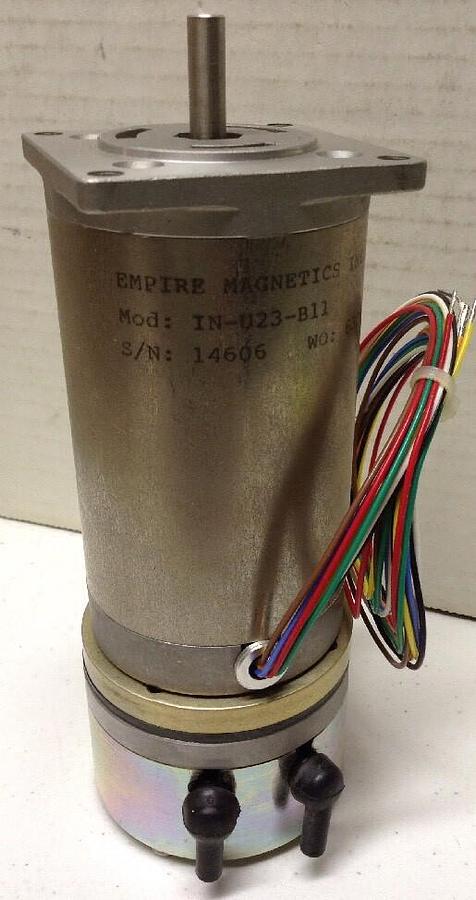 EMPIRE MAGNETICS
Mod: IN-U23-B11
S/N: 14606 WO: